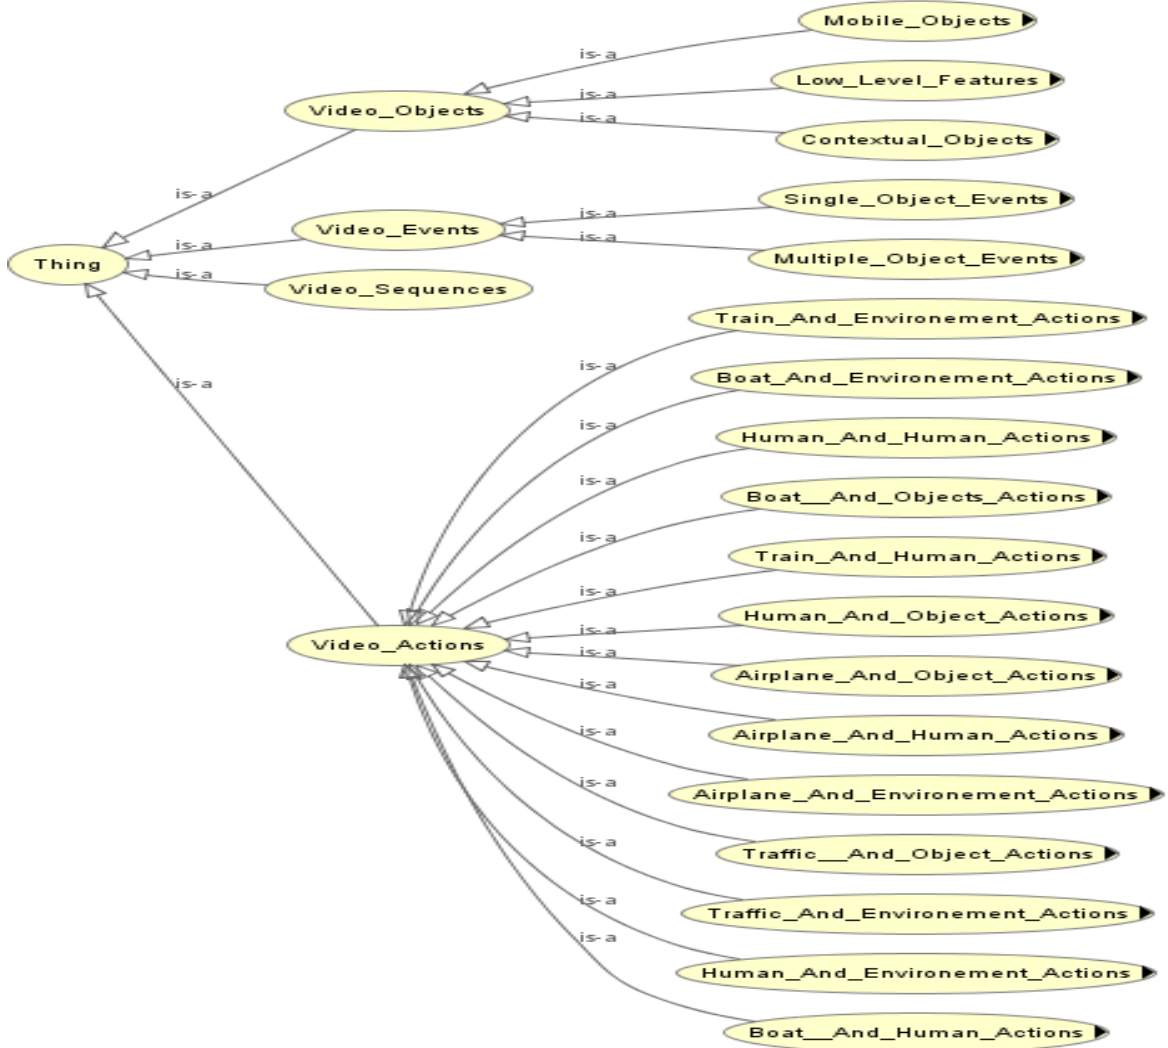 Mobile_Objects
is-a
Low_Level_Features
is-a
Video_Objects
is-a
Contextual_Objects
is-a
Single_Object_Events
is-a
Video_Events
is-a
is-a
Multiple_Object_Events
Thing
is-a
Video_Sequences
Train_And_Environement_Actions
is-a
Boat_And_Environement_Actions
is-a
is-a
Human_And_Human_Actions
is-a
Boat__And_Objects_Actions
is-a
Train_And_Human_Actions
is-a
Human_And_Object_Actions
is-a
Video_Actions
is-a
Airplane_And_Object_Actions
is-a
Airplane_And_Human_Actions
is-a
Airplane_And_Environement_Actions
is-a
Traffic__And_Object_Actions
is-a
Traffic_And_Environement_Actions
is-a
Human_And_Environement_Actions
is-a
Boat__And_Human_Actions